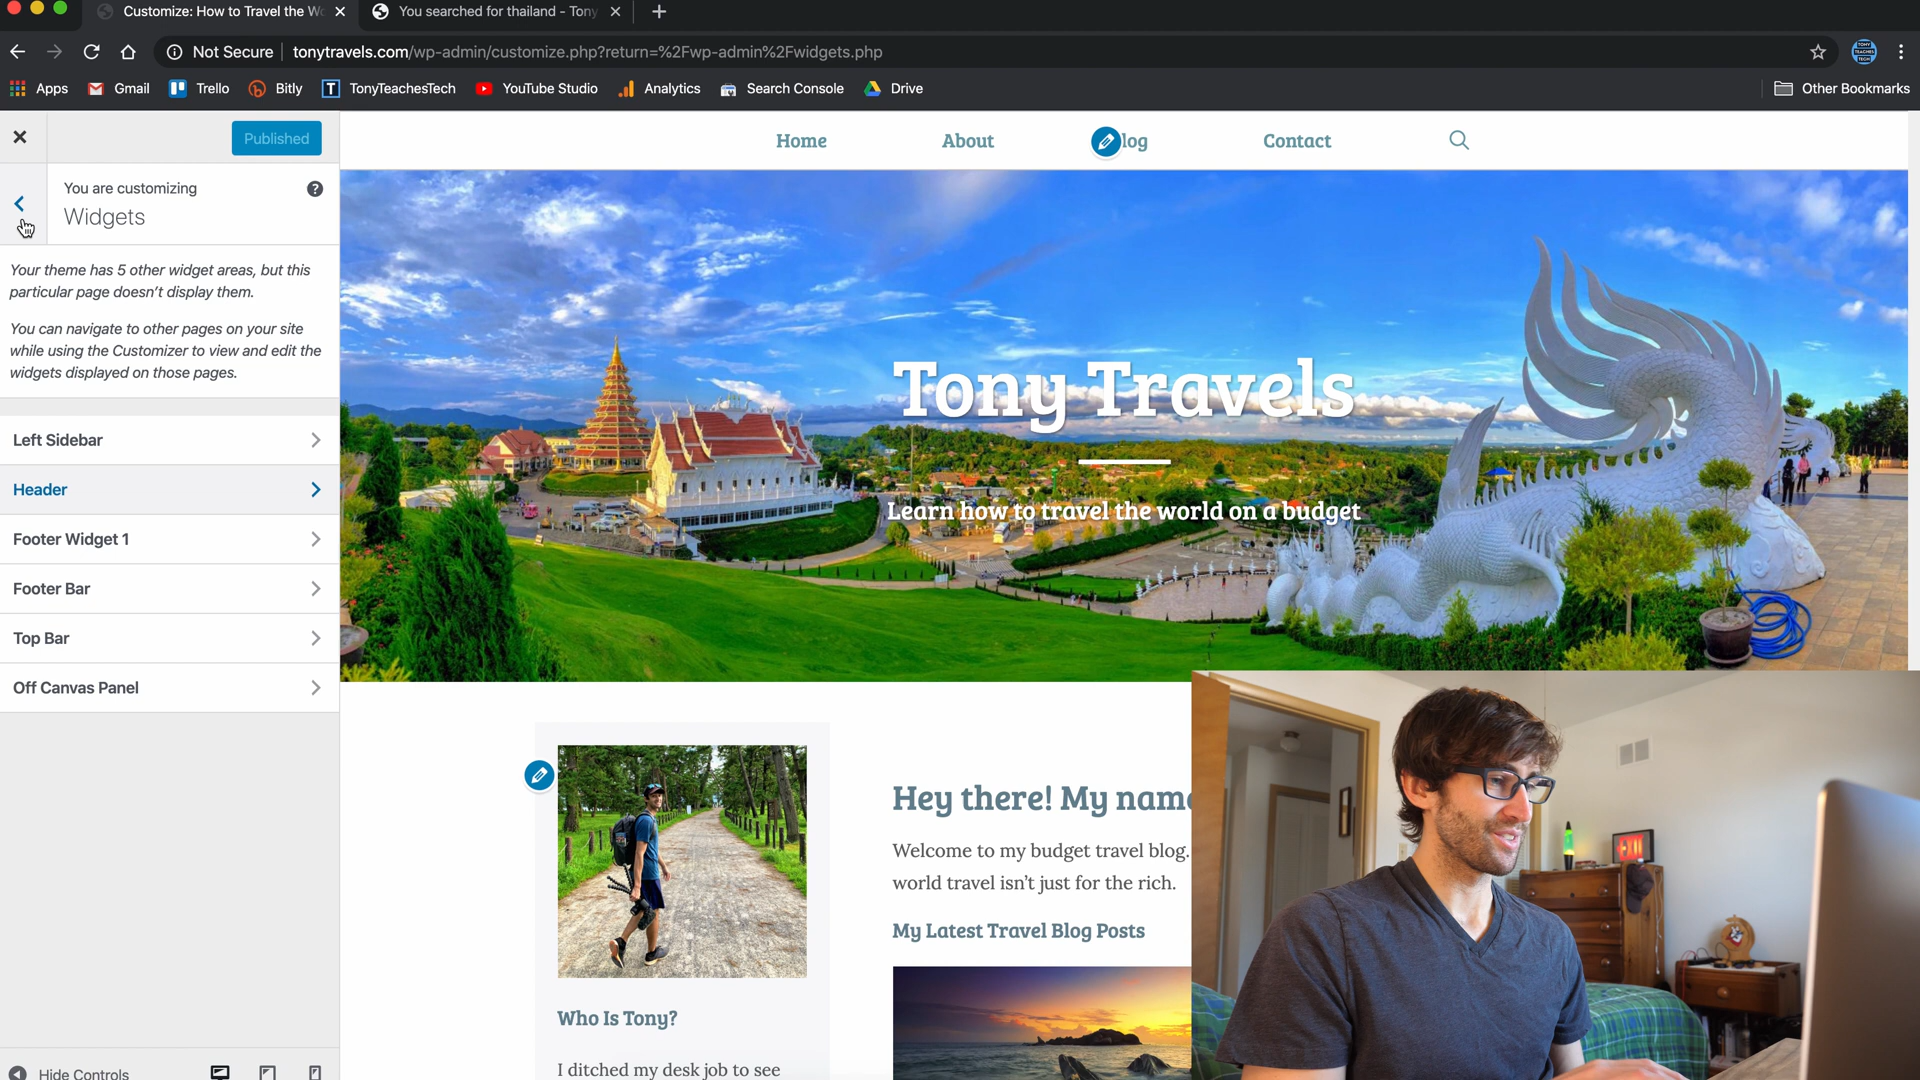 Customize: How to Travel the Wo
You searched for thailand - Tony
Not Secure
tonytravels.com/wp-admin/customize.php?return=%2Fwp-admin%2Fwidgets.php
Apps
Gmail
Trello
Bitly
T
TonyTeachesTech
YouTube Studio
Analytics
Search Console
Drive
Other Bookmarks
Published
Home
About
log
Contact
You are customizing
Widgets
Your theme has 5 other widget areas, but this
particular page doesn't display them.
You can navigate to other pages on your site
while using the Customizer to view and edit the
widgets displayed on those pages.
Left Sidebar
Header
Footer Widget 1
Footer Bar
Top Bar
Off Canvas Panel
Hide Controls
Tony Travels
Learn how to travel the world on a budget
Who Is Tony?
I ditched my desk job to see
Hey there! My name
Welcome to my budget travel blog.
world travel isn't just for the rich.
My Latest Travel Blog Posts